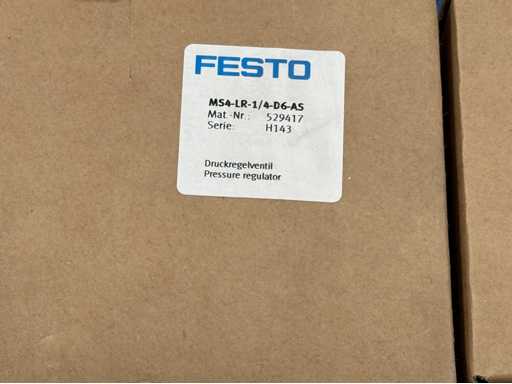 FESTO
MS4-LR-1/4-D6-AS
Mat.-Nr.: 529417
Serie: H143
Druckregelventil
Pressure regulator